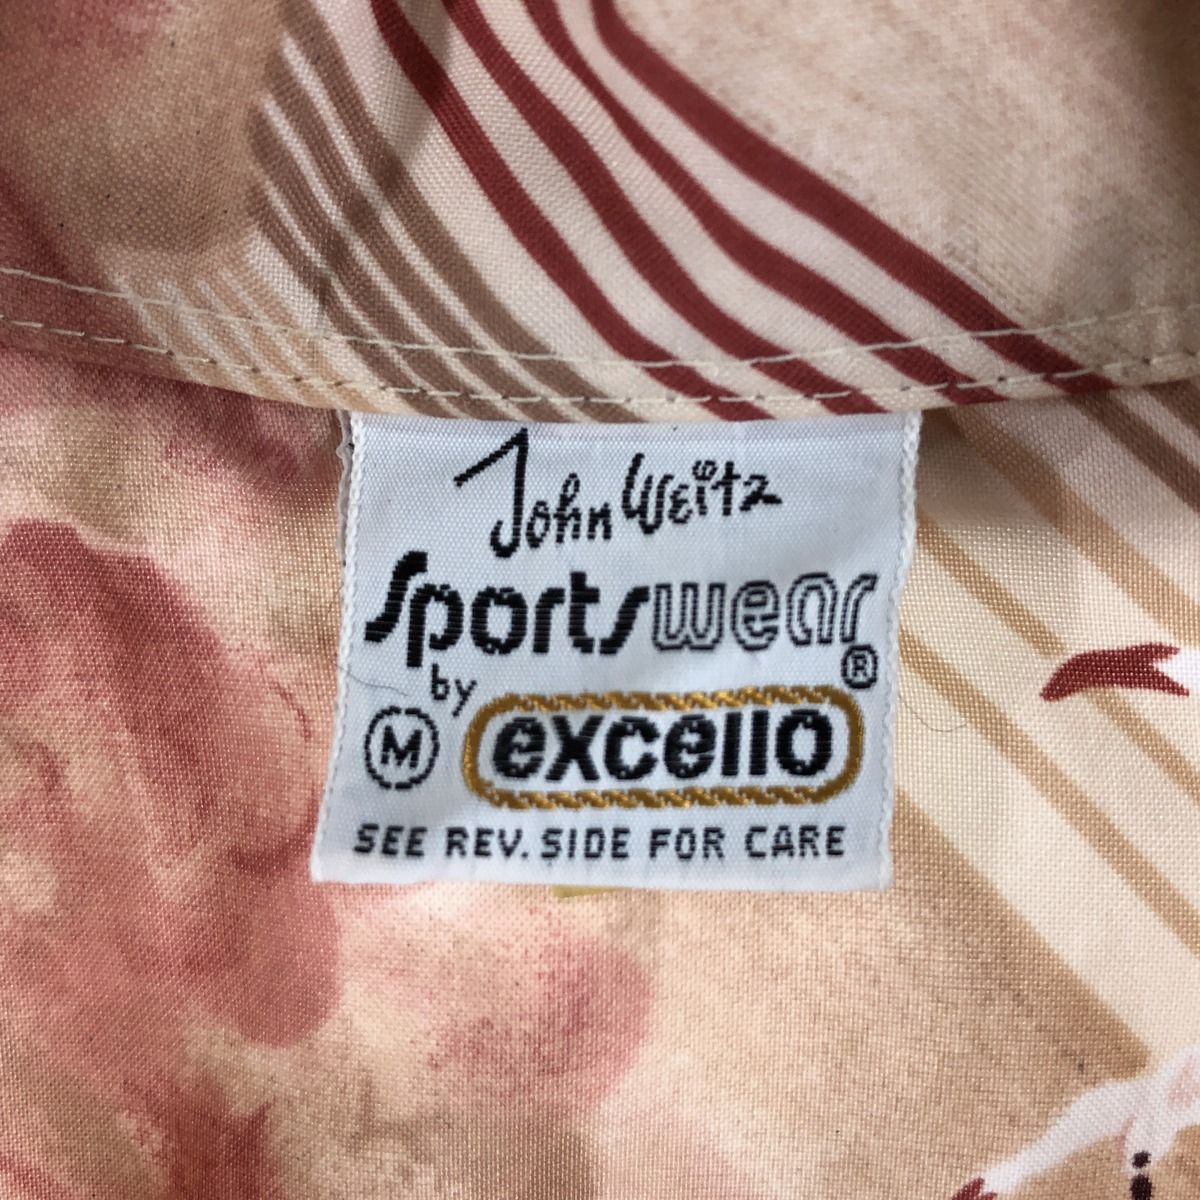 John Weitz
Sportswear®
by
M excello
SEE REV. SIDE FOR CARE